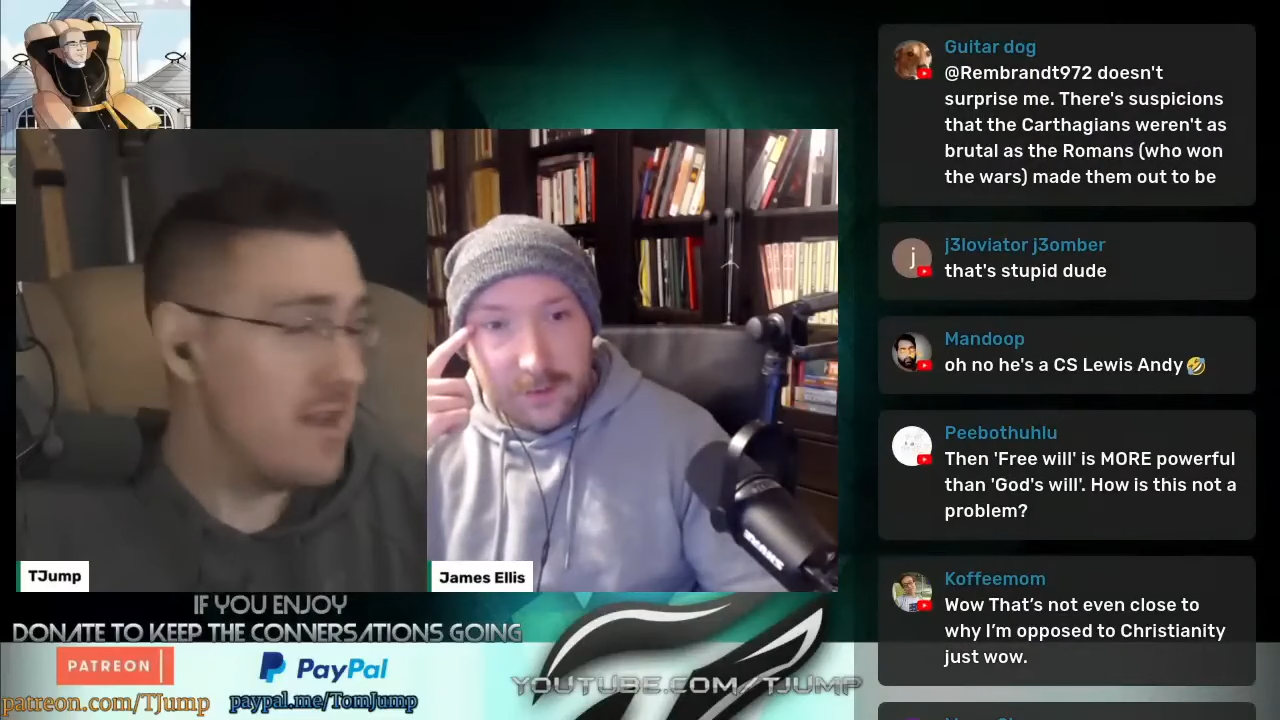 Guitar dog
@Rembrandt972 doesn't
surprise me. There's suspicions
that the Carthagians weren't as
brutal as the Romans (who won
the wars) made them out to be
j3loviator j3omber
j
that's stupid dude
Mandoop
oh no he's a CS Lewis Andy🤣
Peebothuhlu
Then 'Free will' is MORE powerful
than 'God's will'. How is this not a
problem?
Koffeemom
Wow That's not even close to
why I'm opposed to Christianity
just wow.
TJump
James Ellis
IF YOU ENJOY
DONATE TO KEEP THE CONVERSATIONS GOING
PATREON
PayPal
patreon.com/TJump
paypal.me/TomJump
YOUTUBE.COM/TJUMP